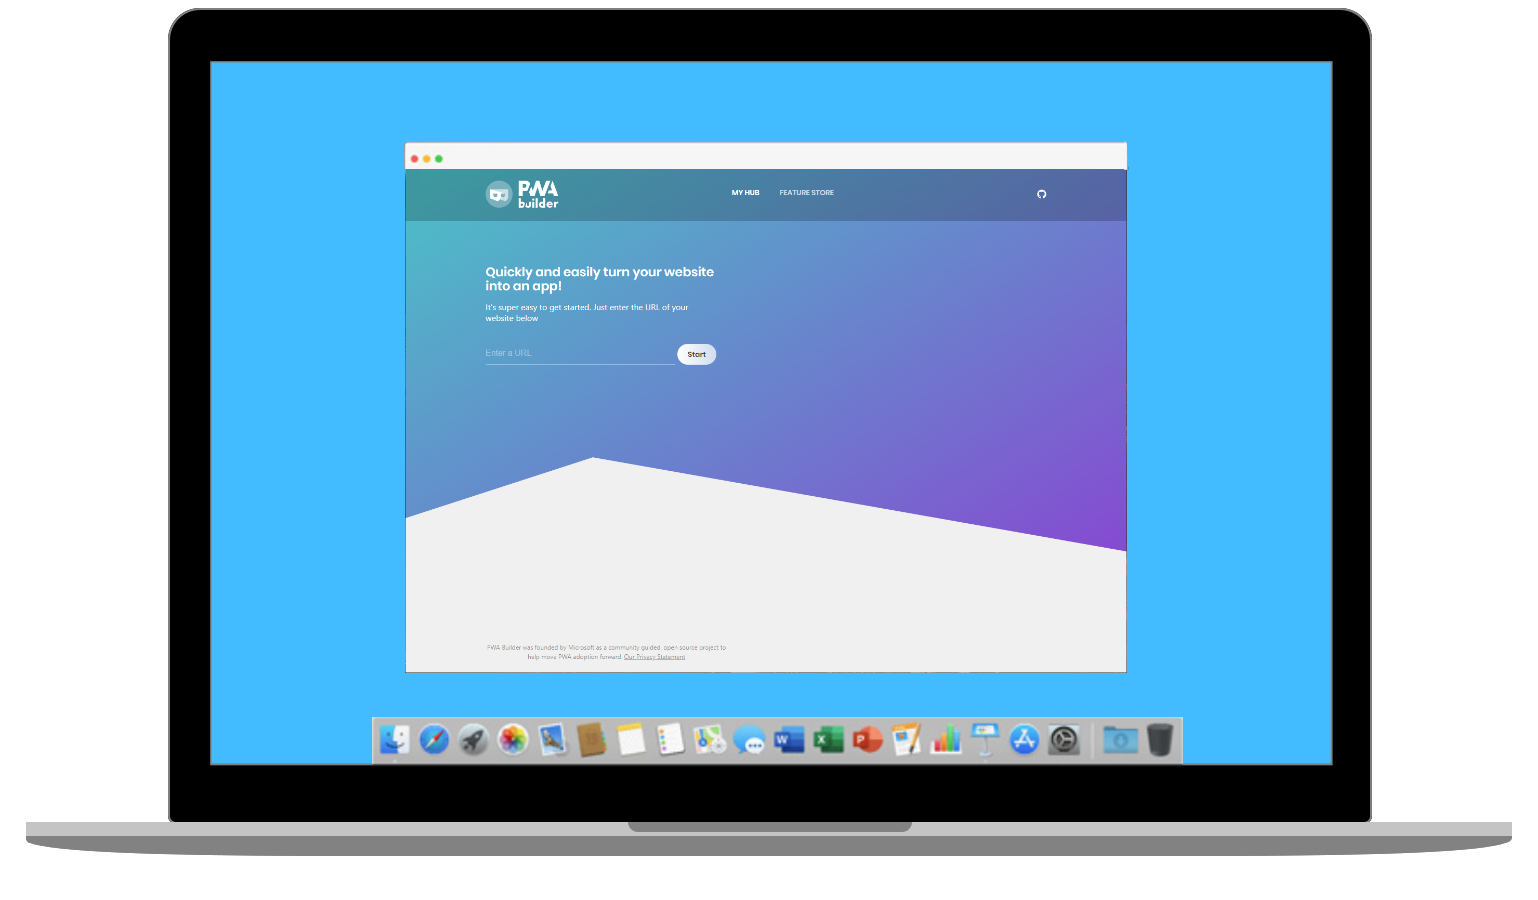 PWA
builder
MY HUB
FEATURE STORE
Quickly and easily turn your website
into an app!
It's super easy to get started. Just enter the URL of your
website below
Enter a URL
Start
PWA Builder was founded by Microsoft as a community guided, open source project to
help move PWA adoption forward. Our Privacy Statement
W
X
P